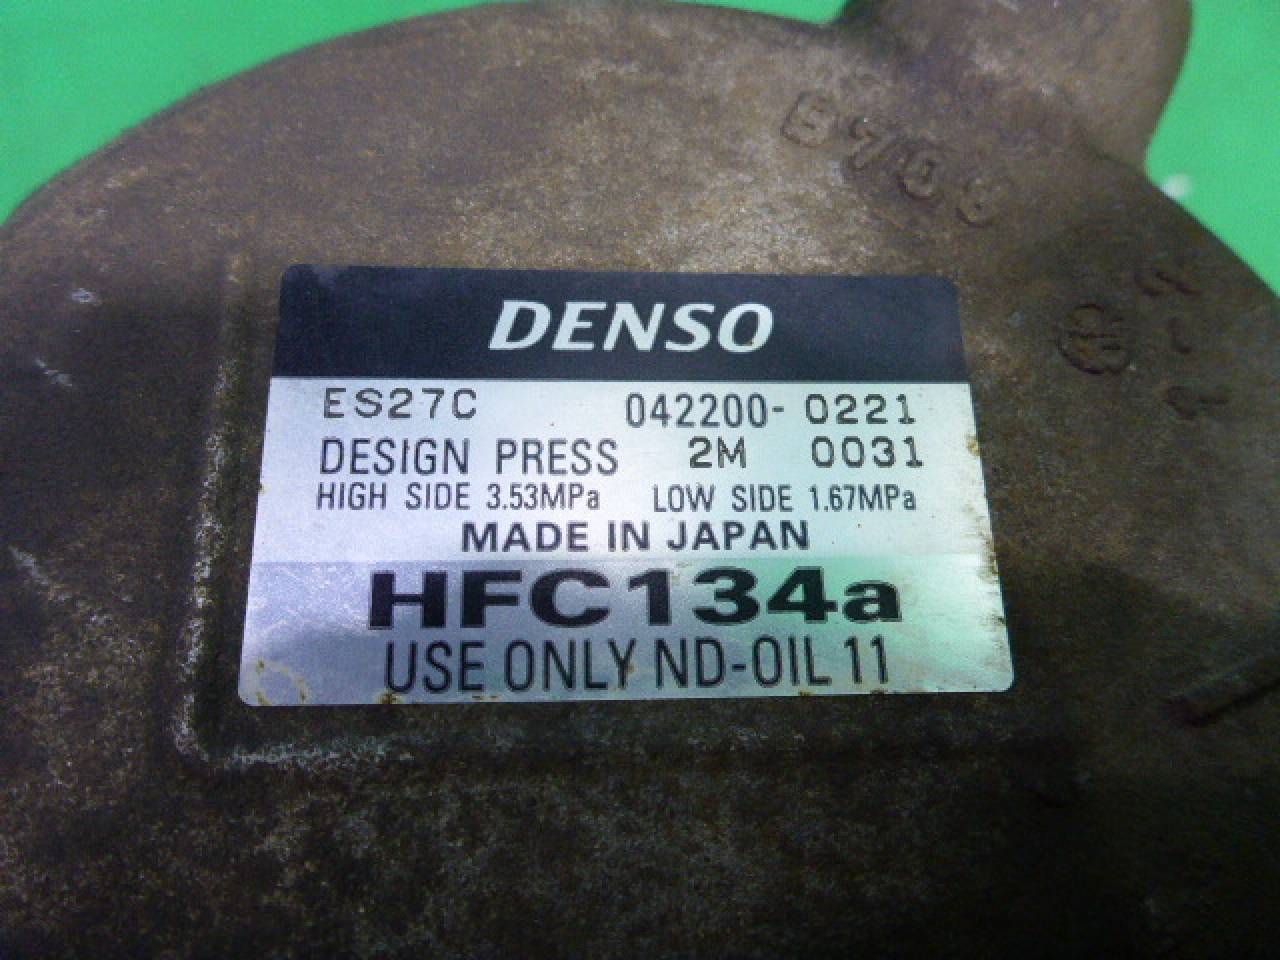 B709
DENSO
ES27C 042200- 0221
DESIGN PRESS 2M 0031
HIGH SIDE 3.53MPa LOW SIDE 1.67MPa
MADE IN JAPAN
HFC134a
USE ONLY ND-OIL 11